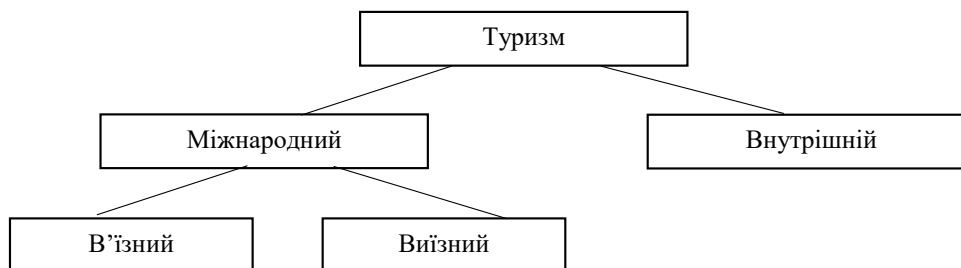 Туризм
Міжнародний
Внутрішній
В’їзний
Виїзний